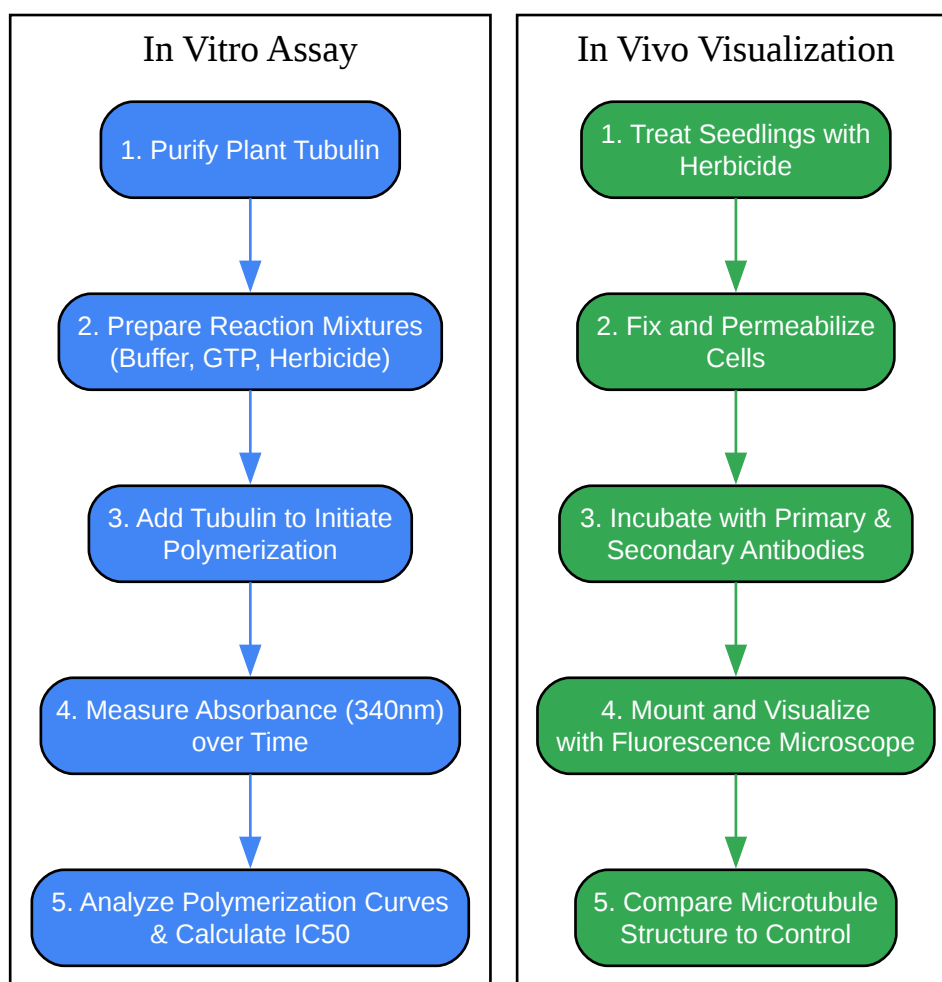 In Vitro Assay
1. Purify Plant Tubulin
2. Prepare Reaction Mixtures
(Buffer, GTP, Herbicide)
3. Add Tubulin to Initiate
Polymerization
4. Measure Absorbance (340nm)
over Time
5. Analyze Polymerization Curves
& Calculate IC50
In Vivo Visualization
1. Treat Seedlings with
Herbicide
2. Fix and Permeabilize
Cells
3. Incubate with Primary &
Secondary Antibodies
4. Mount and Visualize
with Fluorescence Microscope
5. Compare Microtubule
Structure to Control